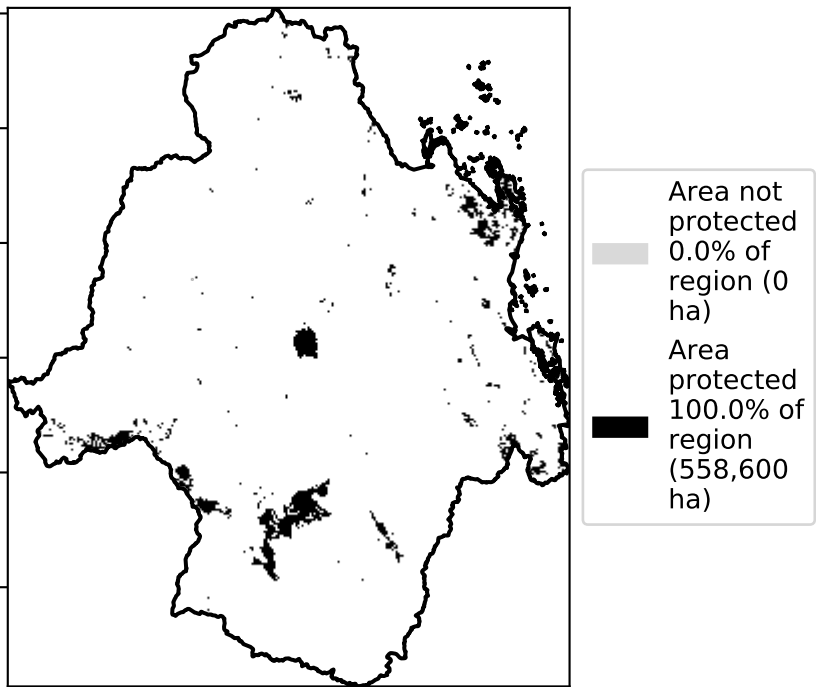 Area not
protected
0.0% of
region (0
ha)
Area
protected
100.0% of
region
(558,600
ha)